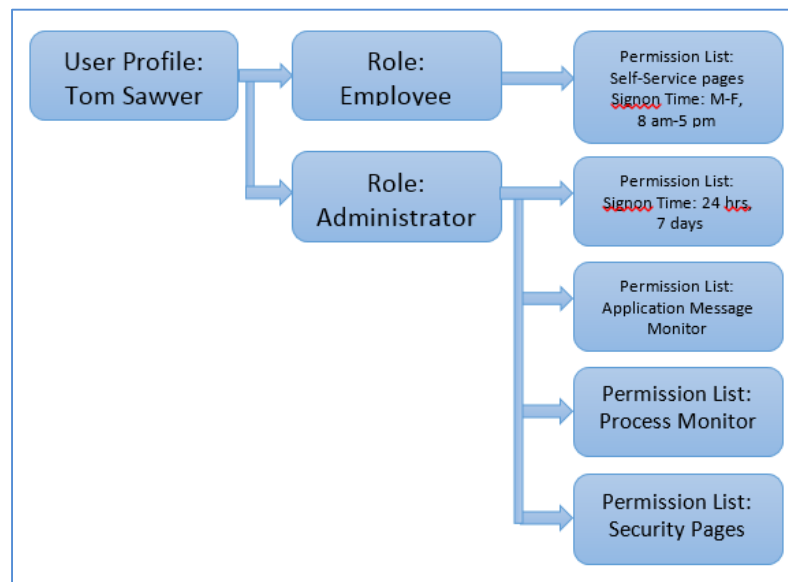 User Profile:
Tom Sawyer
Role:
Employee
Permission List:
Self-Service pages
Signon Time: M-F,
8 am-5 pm
Role:
Administrator
Permission List:
Signon Time: 24 hrs,
7 days
Permission List:
Application Message
Monitor
Permission List:
Process Monitor
Permission List:
Security Pages